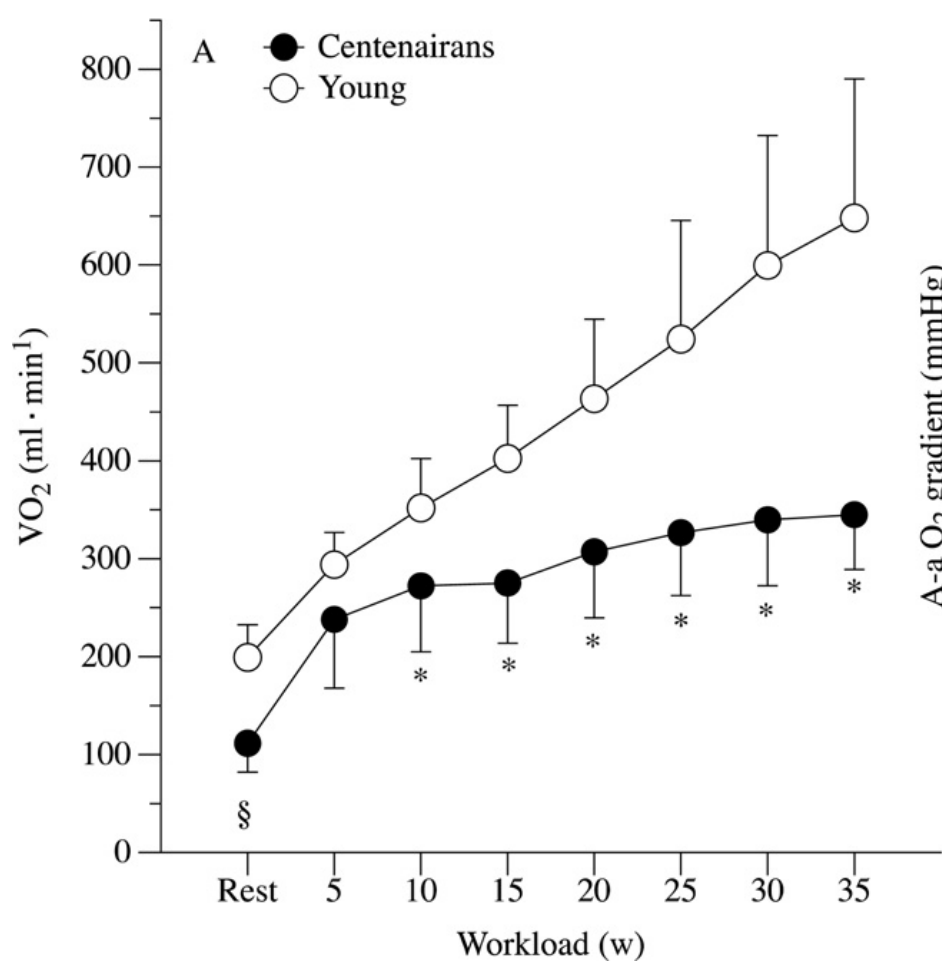 A
Centenairans
Young
800
700
600
500
400
300
200
100
0
VO₂ (ml · min¹)
§
*
*
*
*
*
*
Rest 5 10 15 20 25 30 35
Workload (w)
A-a O₂ gradient (mmHg)